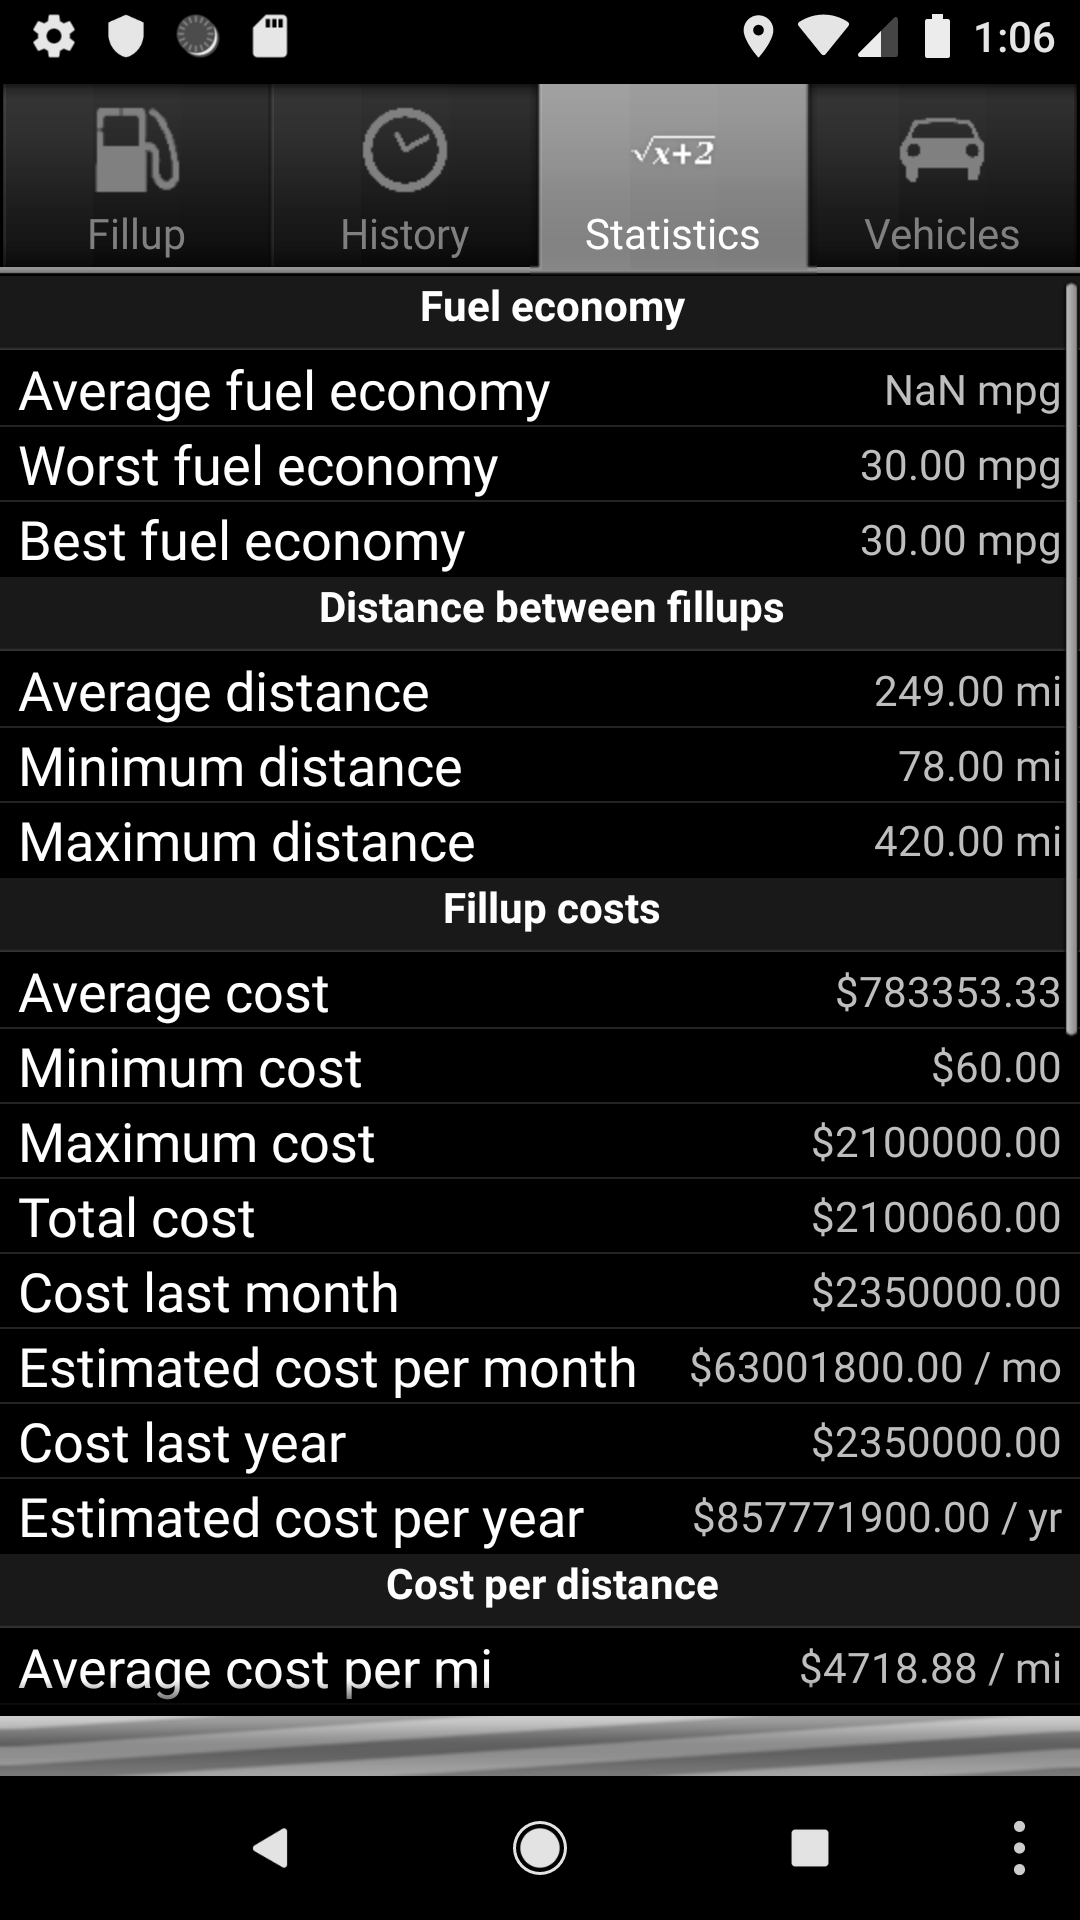 1:06
√x+2
Fillup
History
Statistics
Vehicles
Fuel economy
Average fuel economy NaN mpg
Worst fuel economy 30.00 mpg
Best fuel economy 30.00 mpg
Distance between fillups
Average distance 249.00 mi
Minimum distance 78.00 mi
Maximum distance 420.00 mi
Fillup costs
Average cost $783353.33
Minimum cost $60.00
Maximum cost $2100000.00
Total cost $2100060.00
Cost last month $2350000.00
Estimated cost per month $63001800.00 / mo
Cost last year $2350000.00
Estimated cost per year $857771900.00 / yr
Cost per distance
Average cost per mi $4718.88 / mi